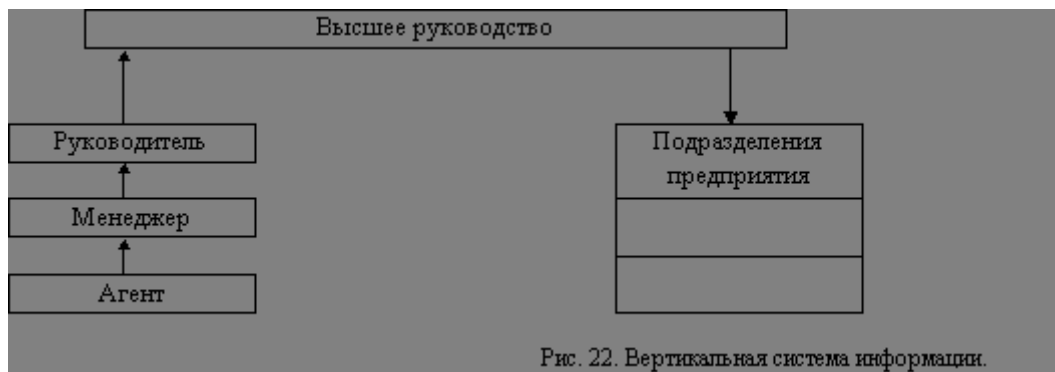 Высшее руководство
Руководитель
Менеджер
Агент
Подразделения
предприятия
Рис. 22. Вертикальная система информации.